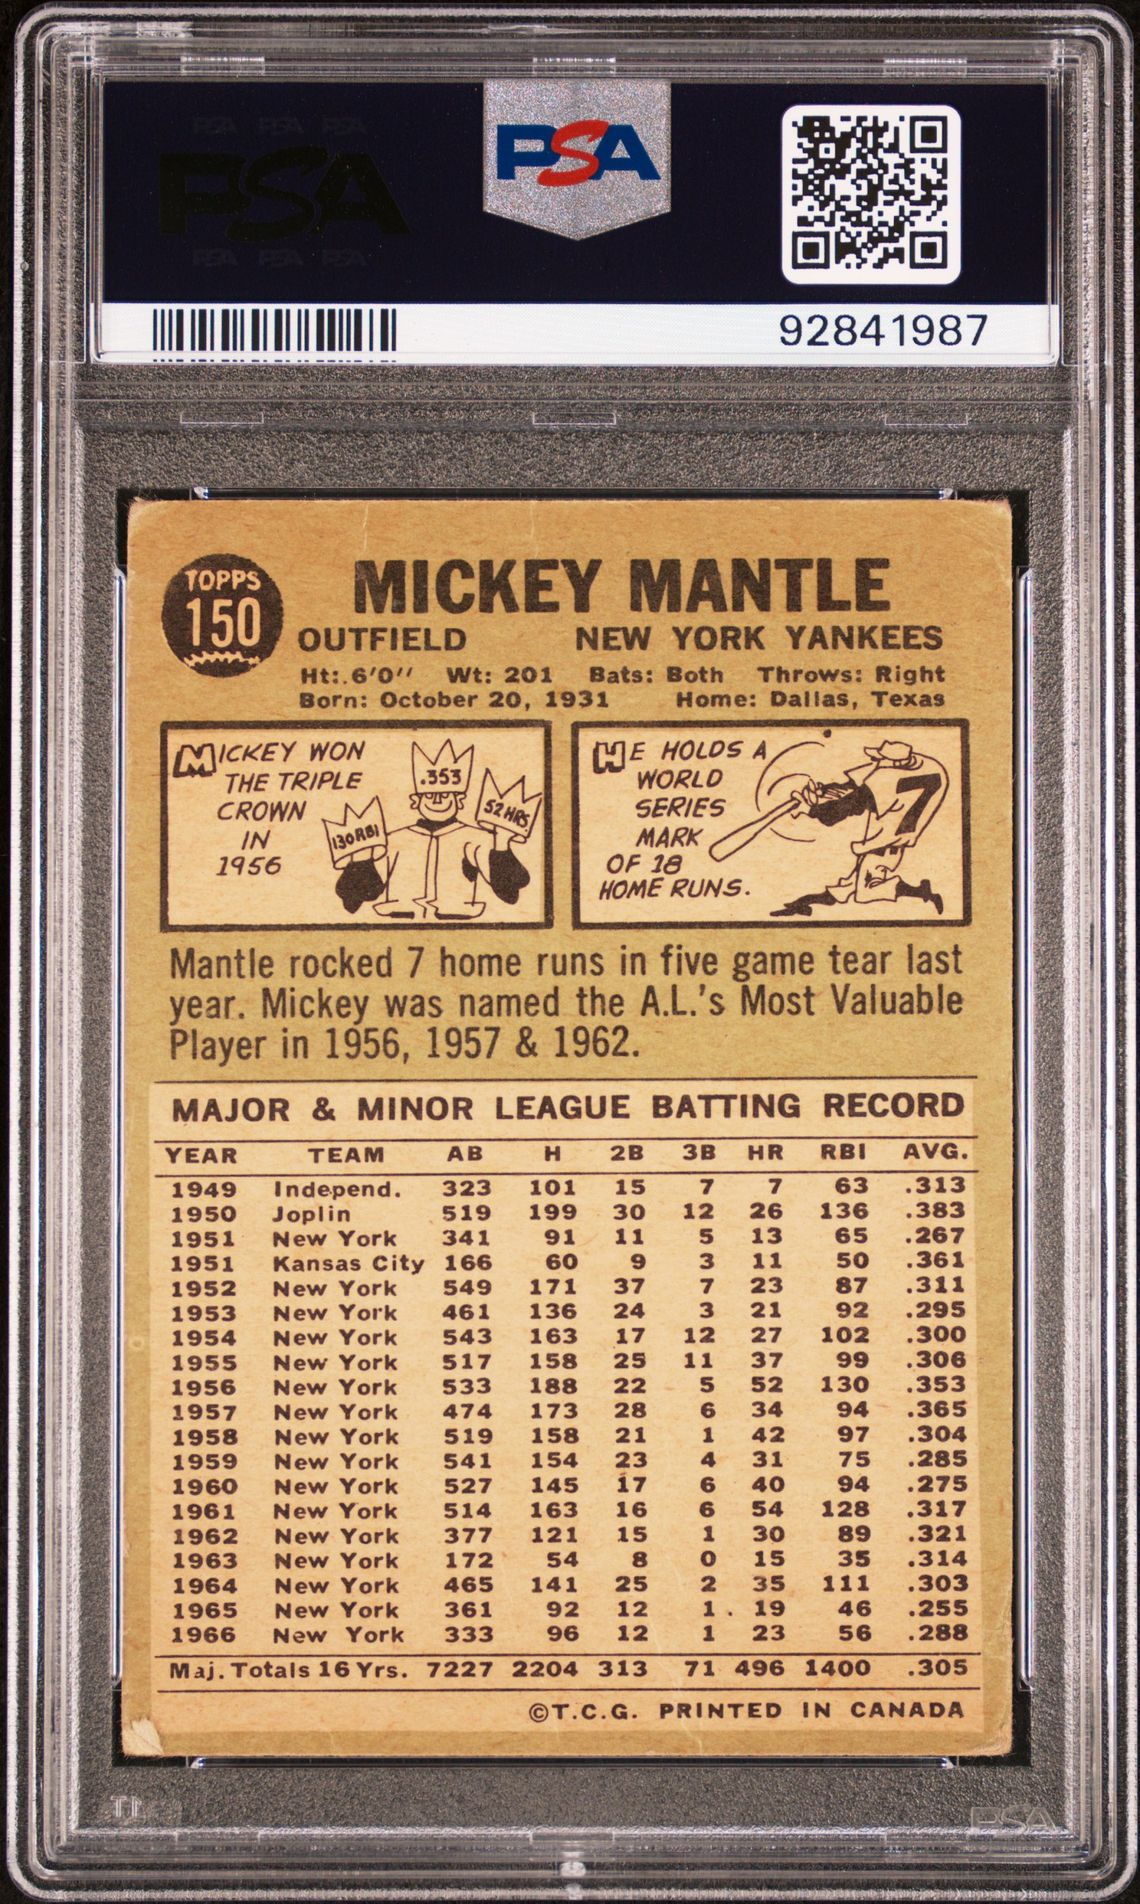 PSA PSA PSA
PSA
PSA PSA PSA
PSA
92841987
TOPPS
150
MICKEY MANTLE
OUTFIELD NEW YORK YANKEES
Ht:.6'0'' Wt: 201 Bats: Both Throws: Right
Born: October 20, 1931 Home: Dallas, Texas
MICKEY WON
THE TRIPLE
CROWN
IN
1956
.353
130 RBI
52 HRS
HE HOLDS A
WORLD
SERIES
MARK
OF 18
HOME RUNS.
7
Mantle rocked 7 home runs in five game tear last
year. Mickey was named the A.L.'s Most Valuable
Player in 1956, 1957 & 1962.
MAJOR & MINOR LEAGUE BATTING RECORD
YEAR TEAM AB H 2B 3B HR RBI AVG.
1949 Independ. 323 101 15 7 7 63 .313
1950 Joplin 519 199 30 12 26 136 .383
1951 New York 341 91 11 5 13 65 .267
1951 Kansas City 166 60 9 3 11 50 .361
1952 New York 549 171 37 7 23 87 .311
1953 New York 461 136 24 3 21 92 .295
1954 New York 543 163 17 12 27 102 .300
1955 New York 517 158 25 11 37 99 .306
1956 New York 533 188 22 5 52 130 .353
1957 New York 474 173 28 6 34 94 .365
1958 New York 519 158 21 1 42 97 .304
1959 New York 541 154 23 4 31 75 .285
1960 New York 527 145 17 6 40 94 .275
1961 New York 514 163 16 6 54 128 .317
1962 New York 377 121 15 1 30 89 .321
1963 New York 172 54 8 0 15 35 .314
1964 New York 465 141 25 2 35 111 .303
1965 New York 361 92 12 1 . 19 46 .255
1966 New York 333 96 12 1 23 56 .288
Maj. Totals 16 Yrs. 7227 2204 313 71 496 1400 .305
©T.C.G. PRINTED IN CANADA
PSA